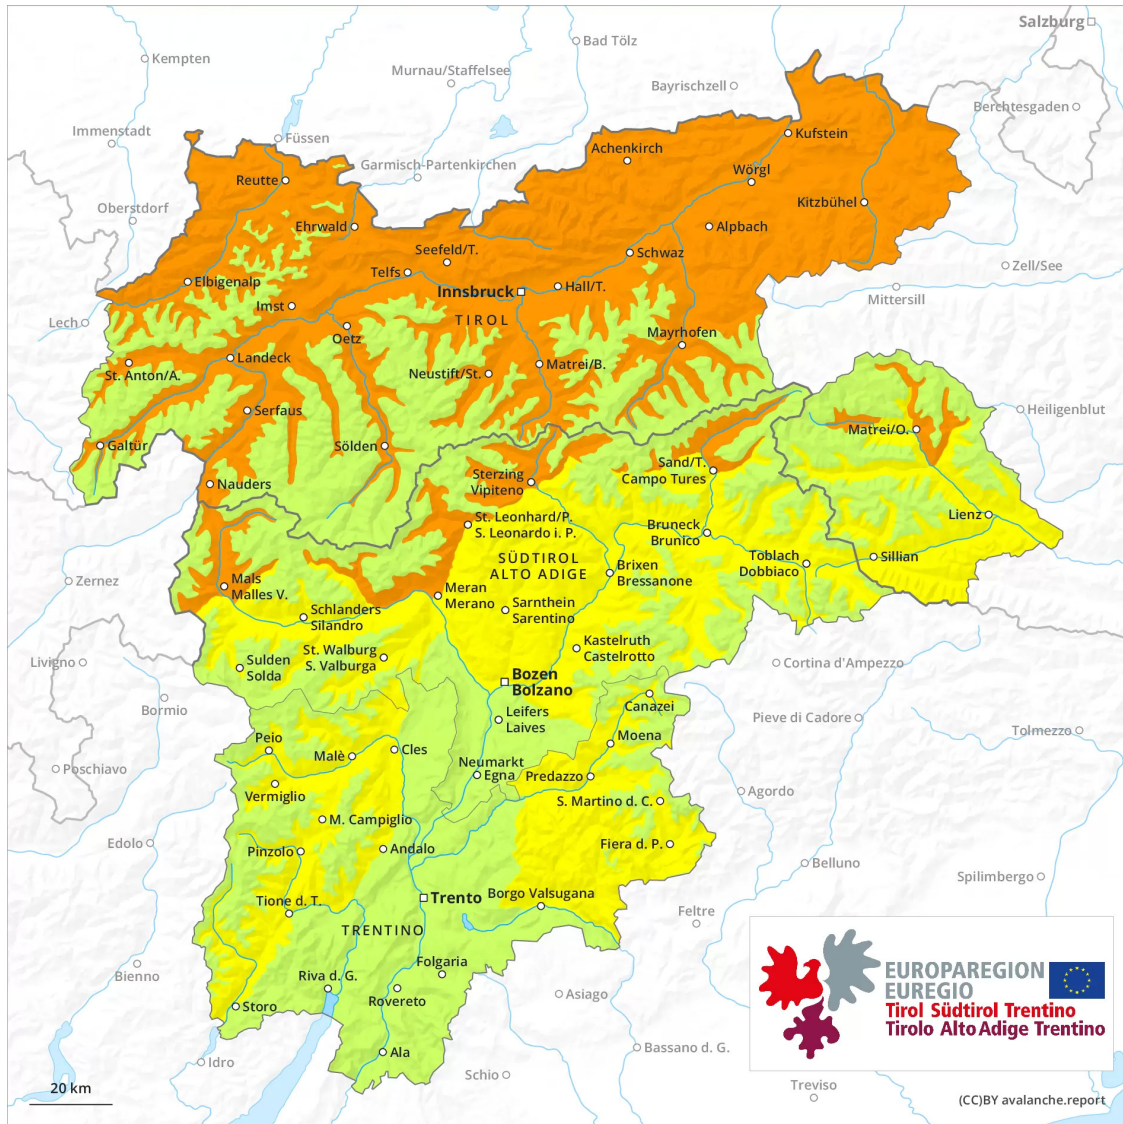 Salzburg
Kempten
Bad Tölz
Murnau/Staffelsee
Bayrischzell
Berchtesgaden
Immenstadt
Füssen
Kufstein
Achenkirch
Garmisch-Partenkirchen
Wörgl
Reutte
Oberstdorf
Kitzbühel
Ehrwald
Alpbach
Seefeld/T.
Schwaz
Zell/See
Telfs
Elbigenalp
Innsbruck
Hall/T.
Mittersill
Imst
TIROL
Lech
Oetz
Mayrhofen
Landeck
Matrei/B.
St. Anton/A.
Neustift/St.
Serfaus
Heiligenblut
Matrei/O.
Galtür
Sölden
Sand/T.
Campo Tures
Sterzing
Vipiteno
Nauders
St. Leonhard/P.
S. Leonardo i. P.
Lienz
Bruneck
Brunico
SÜDTIROL
ALTO ADIGE
Toblach
Dobbiaco
Sillian
Brixen
Bressanone
Zernez
Mals
Malles V.
Meran
Merano
Schlanders
Silandro
Sarnthein
Sarentino
Kastelruth
Castelrotto
St. Walburg
S. Valburga
Livigno
Sulden
Solda
Cortina d'Ampezzo
Bozen
Bolzano
Bormio
Canazei
Leifers
Laives
Pieve di Cadore
Tolmezzo
Peio
Moena
Malè
Cles
Poschiavo
Neumarkt
Egna
Predazzo
Vermiglio
Agordo
S. Martino d. C.
M. Campiglio
Edolo
Pinzolo
Andalo
Fiera d. P.
Belluno
Spilimbergo
Trento
Borgo Valsugana
Tione d. T.
Feltre
TRENTINO
Folgaria
Bienno
Riva d. G.
EUROPAREGION
EUREGIO
Tirol Südtirol Trentino
Tirolo Alto Adige Trentino
Asiago
Rovereto
Storo
Bassano d. G.
Ala
Idro
Schio
20 km
Treviso
(CC)BY avalanche.report